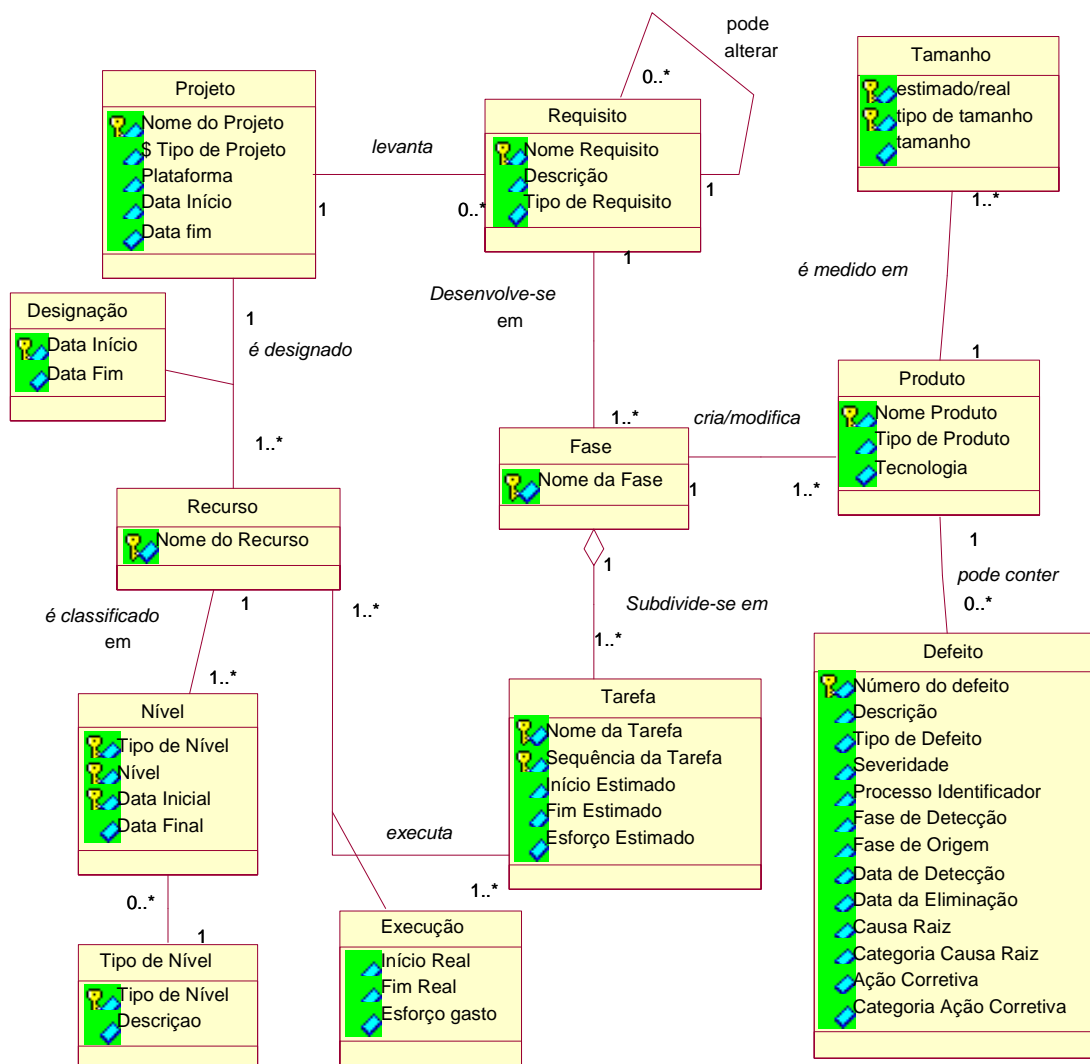 pode
alterar
Projeto
Nome do Projeto
$ Tipo de Projeto
Plataforma
Data Início
Data fim
levanta
1
0..*
Requisito
Nome Requisito
Descrição
Tipo de Requisito
0..*
1
1
Tamanho
estimado/real
tipo de tamanho
tamanho
1..*
é medido em
1
Desenvolve-se
em
1..*
Designação
Data Início
Data Fim
1
é designado
1..*
Fase
Nome da Fase
cria/modifica
1
1..*
Produto
Nome Produto
Tipo de Produto
Tecnologia
1
pode conter
0..*
Recurso
Nome do Recurso
1
1..*
é classificado
em
1..*
1
Subdivide-se em
1..*
Nível
Tipo de Nível
Nível
Data Inicial
Data Final
0..*
1
Tarefa
Nome da Tarefa
Sequência da Tarefa
Início Estimado
Fim Estimado
Esforço Estimado
executa
1..*
Defeito
Número do defeito
Descrição
Tipo de Defeito
Severidade
Processo Identificador
Fase de Detecção
Fase de Origem
Data de Detecção
Data da Eliminação
Causa Raiz
Categoria Causa Raiz
Ação Corretiva
Categoria Ação Corretiva
Tipo de Nível
Tipo de Nível
Descriçao
Execução
Início Real
Fim Real
Esforço gasto